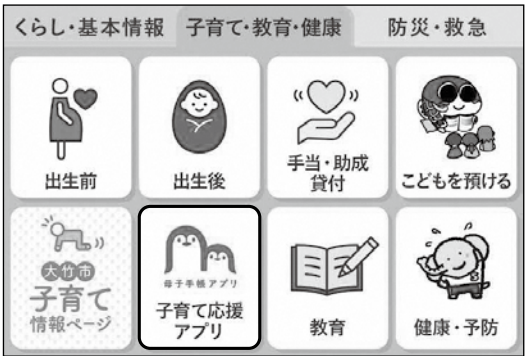 くらし・基本情報
子育て・教育・健康
防災・救急
出生前
出生後
手当・助成
貸付
こどもを預ける
大竹市
子育て
情報ページ
母子手帳アプリ
子育て応援
アプリ
教育
健康・予防